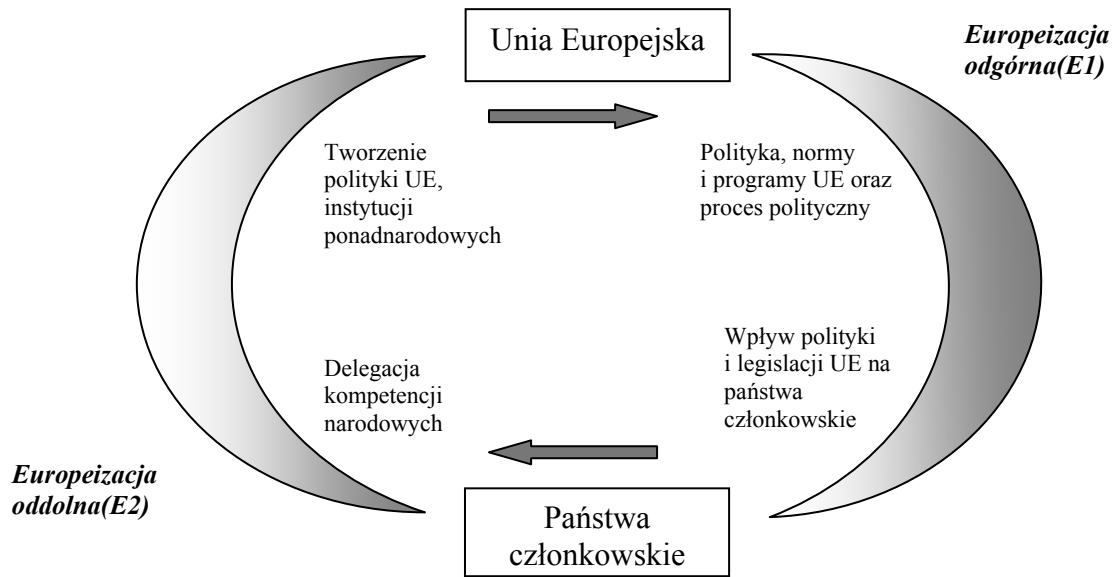 Unia Europejska
Europeizacja
odgórna(E1)
Tworzenie
polityki UE,
instytucji
ponadnarodowych
Polityka, normy
i programy UE oraz
proces polityczny
Delegacja
kompetencji
narodowych
Wpływ polityki
i legislacji UE na
państwa
członkowskie
Europeizacja
oddolna(E2)
Państwa
członkowskie